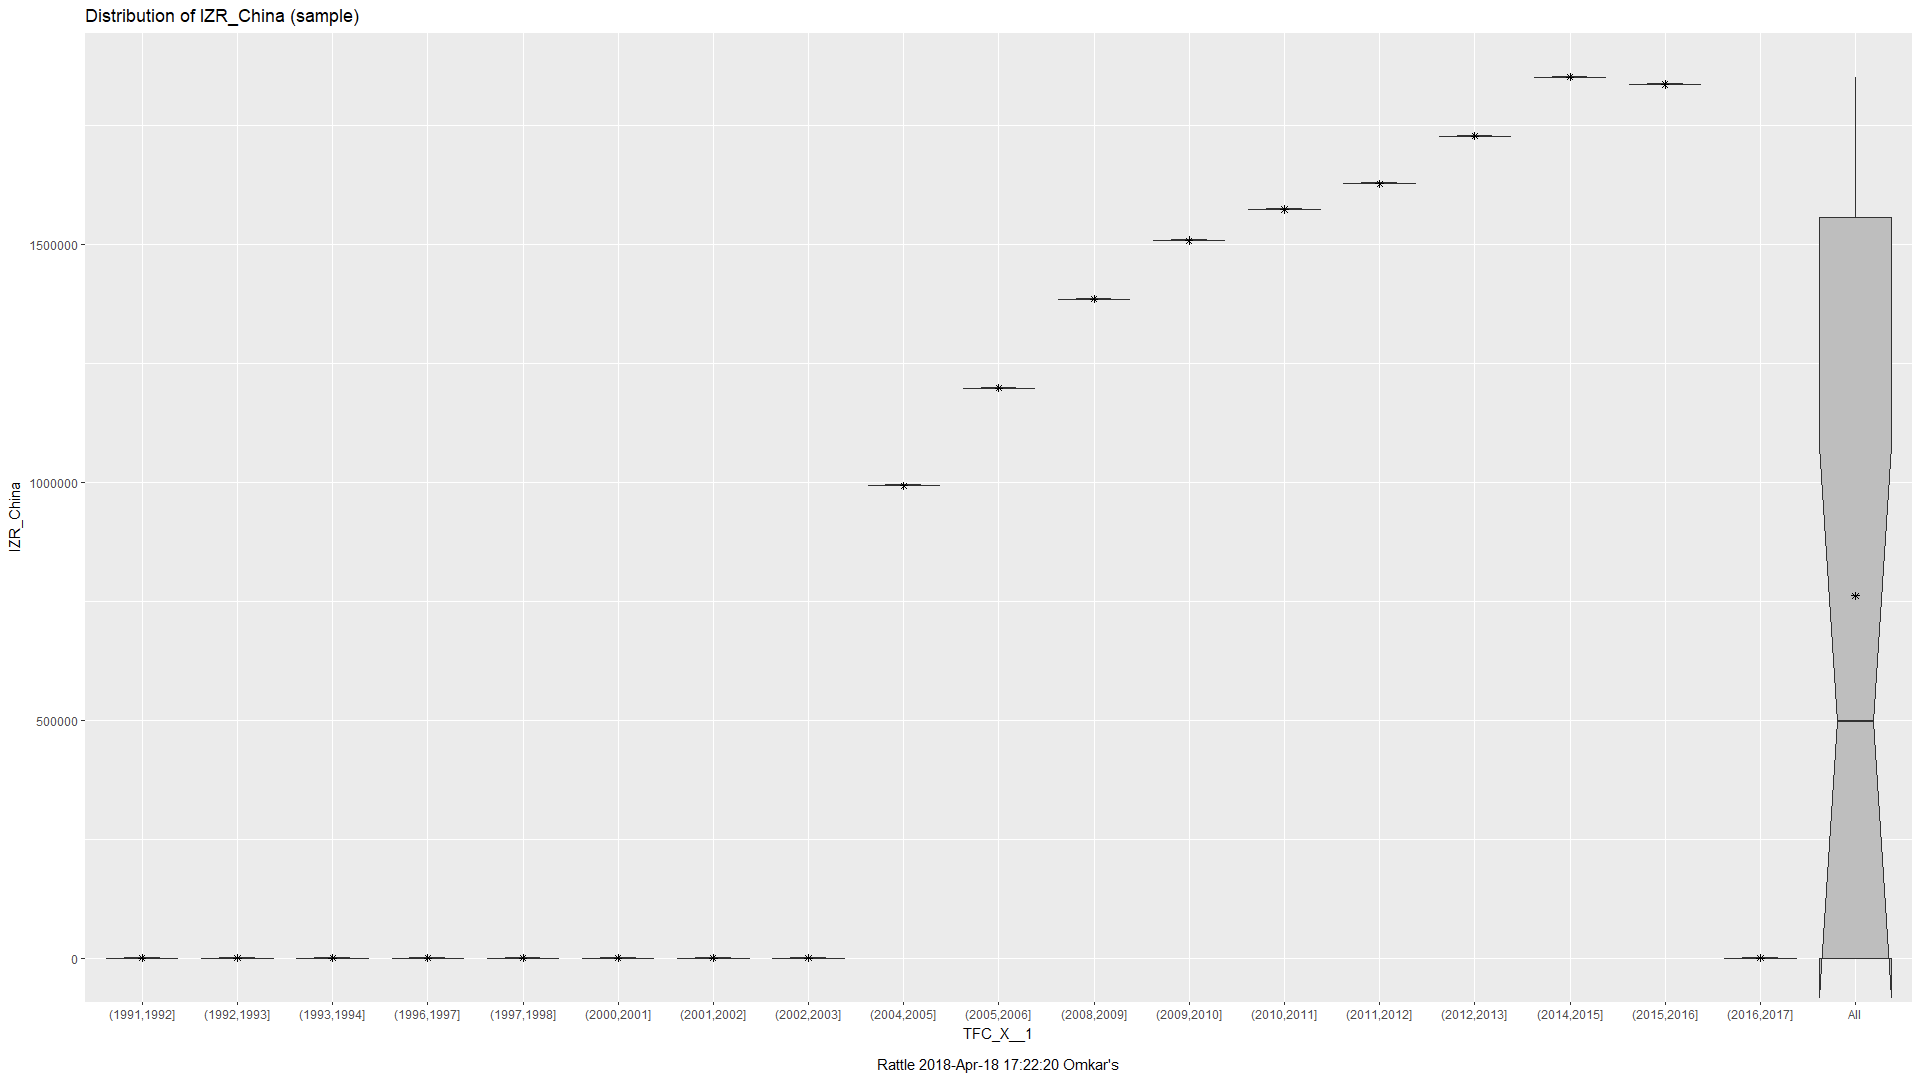 Distribution of IZR_China (sample)
IZR_China
1500000
1000000
500000
0
(1991,1992] (1992,1993] (1993,1994] (1996,1997] (1997,1998] (2000,2001] (2001,2002] (2002,2003] (2004,2005] (2005,2006] (2008,2009] (2009,2010] (2010,2011] (2011,2012] (2012,2013] (2014,2015] (2015,2016] (2016,2017] All
TFC_X__1
Rattle 2018-Apr-18 17:22:20 Omkar's